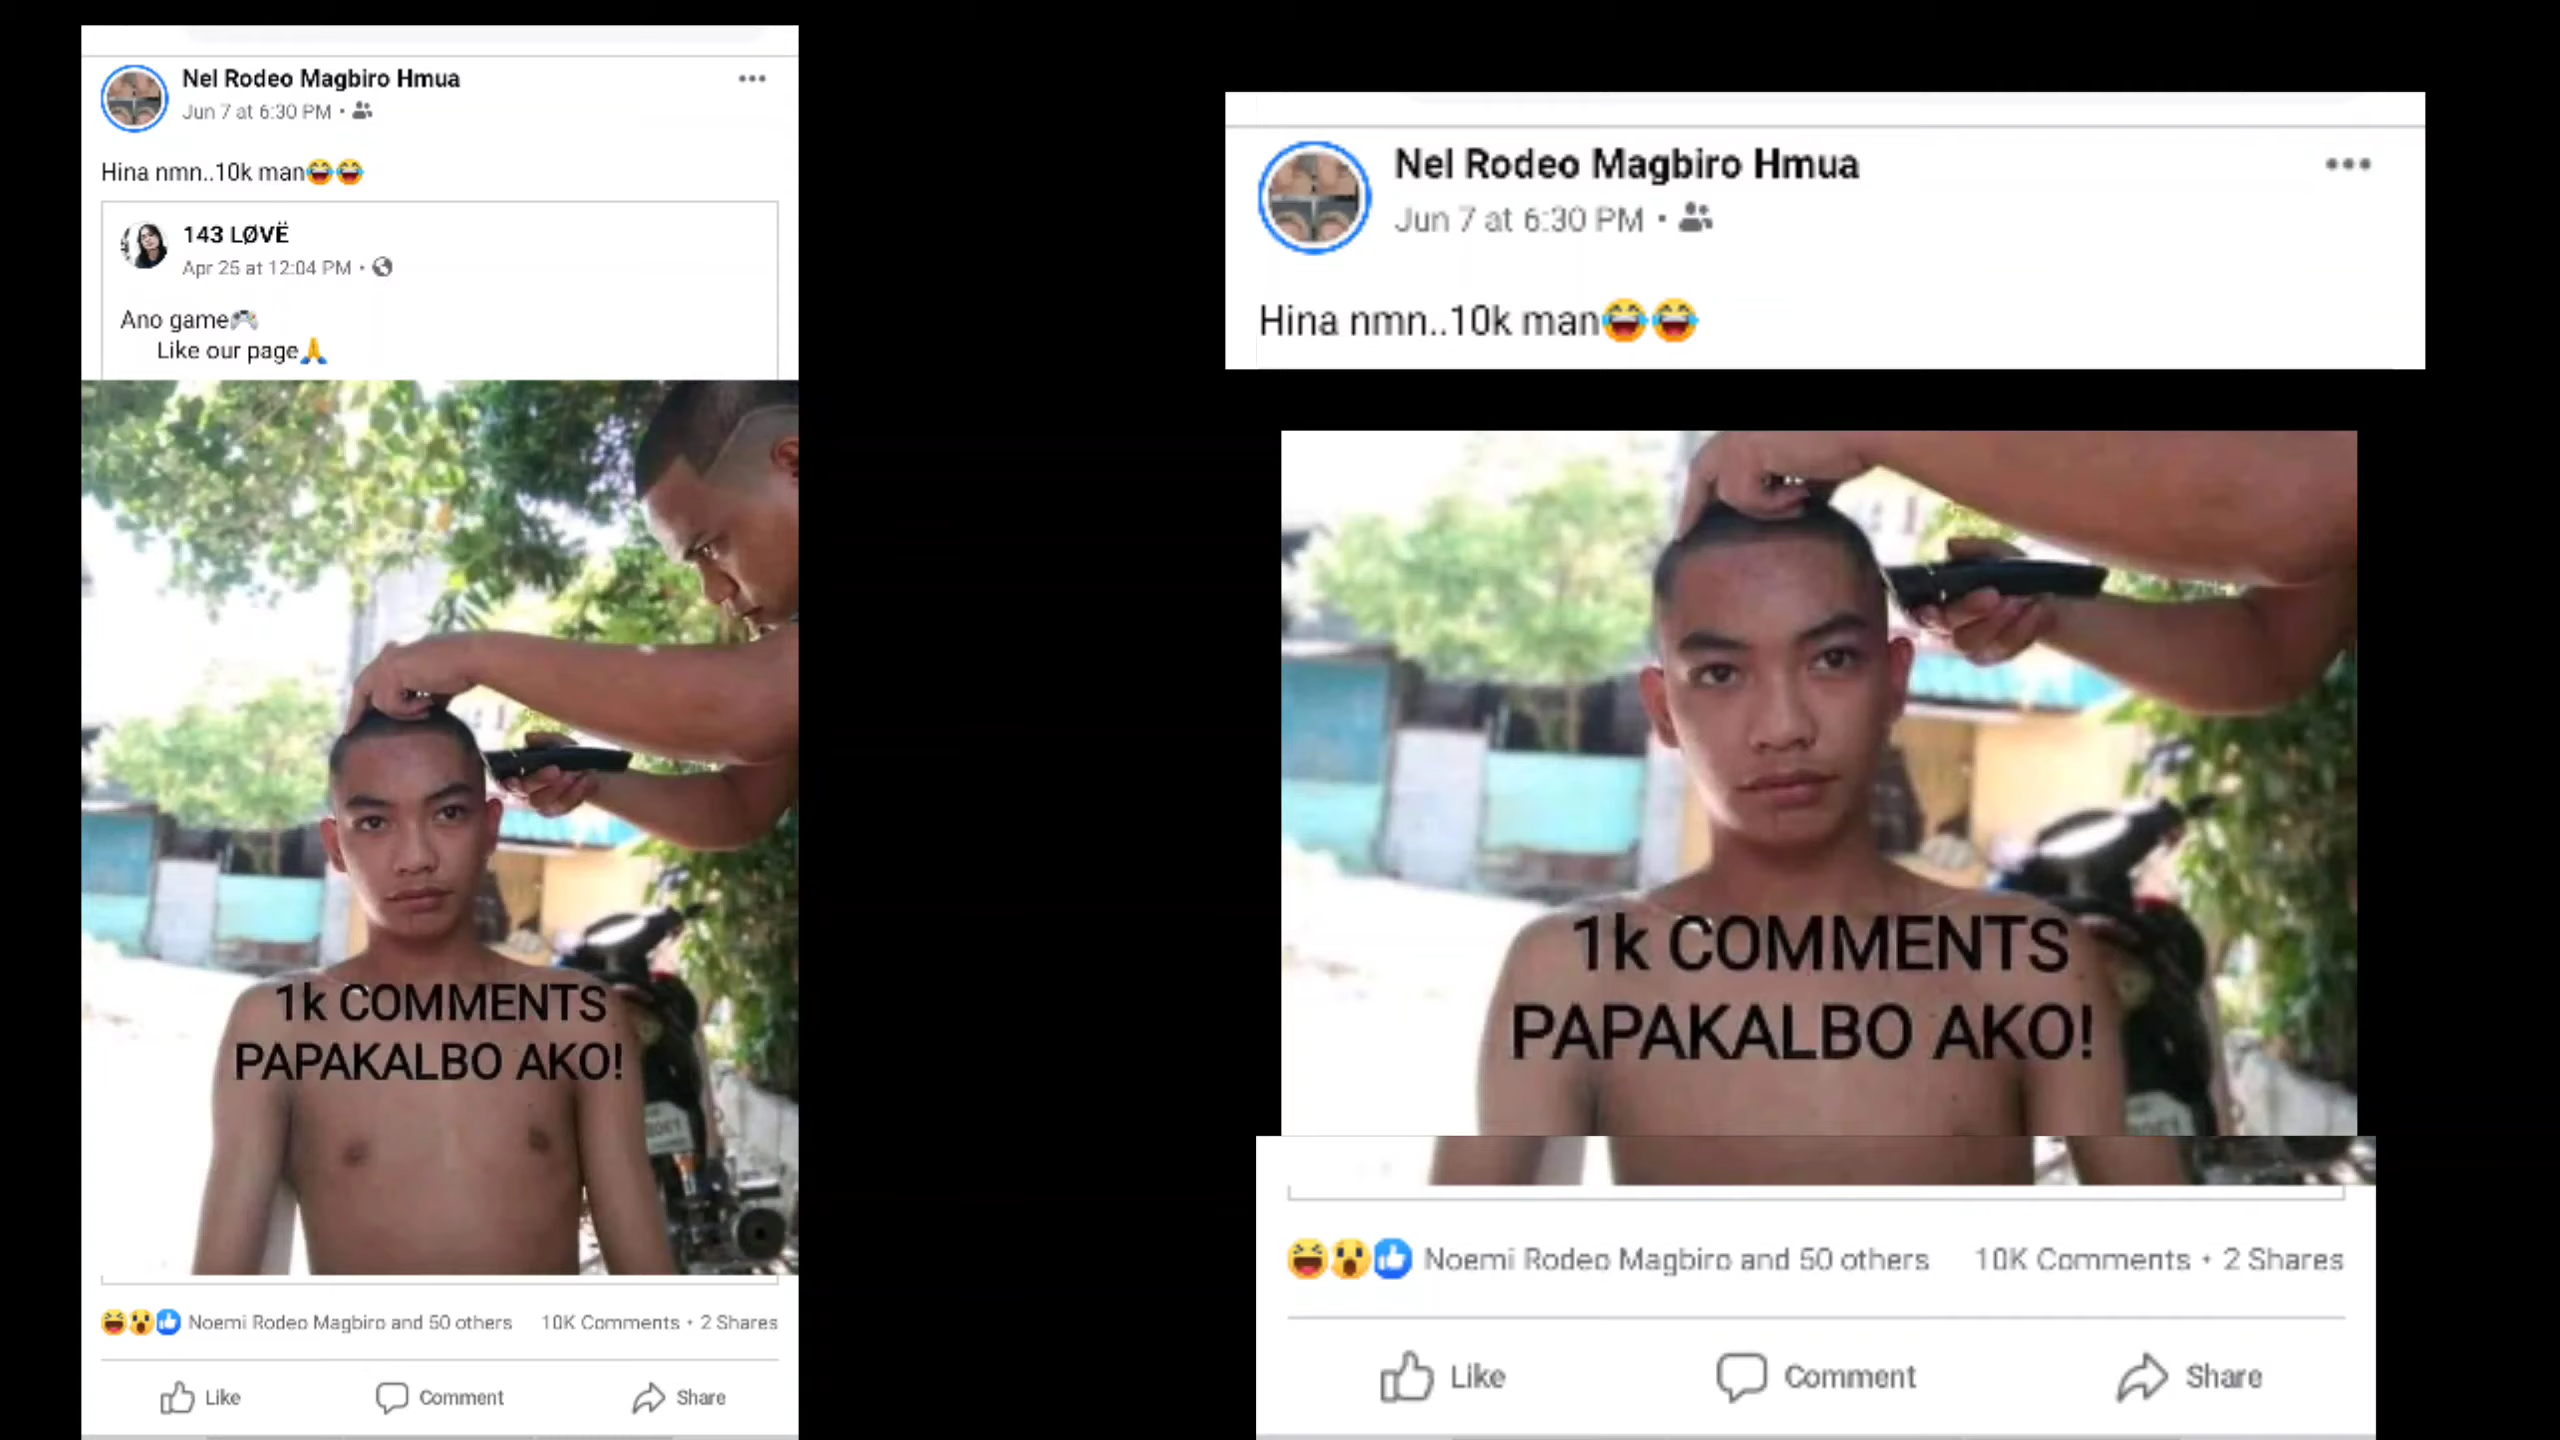 Nel Rodeo Magbiro Hmua
Jun 7 at 6:30 PM •
Hina nmn..10k man😂😂
143 LØVË
Apr 25 at 12:04 PM •
Ano game🎮
Like our page🙏
1k COMMENTS
PAPAKALBO AKO!
Noemi Rodeo Magbiro and 50 others 10K Comments • 2 Shares
Like Comment Share
Nel Rodeo Magbiro Hmua
Jun 7 at 6:30 PM •
Hina nmn..10k man😂😂
1k COMMENTS
PAPAKALBO AKO!
Noemi Rodeo Magbiro and 50 others 10K Comments • 2 Shares
Like Comment Share